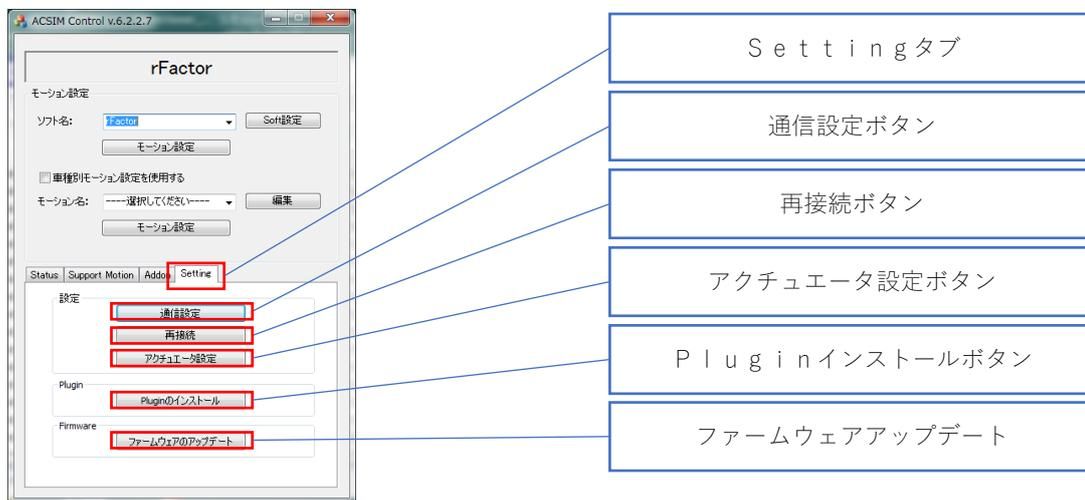 ACSIM Control v.6.2.2.7
rFactor
モーション設定
ソフト名: rFactor Soft設定
モーション設定
車種別モーション設定を使用する
モーション名: ----選択してください---- 編集
モーション設定
Status Support Motion Addon Setting
設定
通信設定
再接続
アクチュエータ設定
Plugin
Pluginのインストール
Firmware
ファームウェアのアップデート
Settingタブ
通信設定ボタン
再接続ボタン
アクチュエータ設定ボタン
Pluginインストールボタン
ファームウェアアップデート